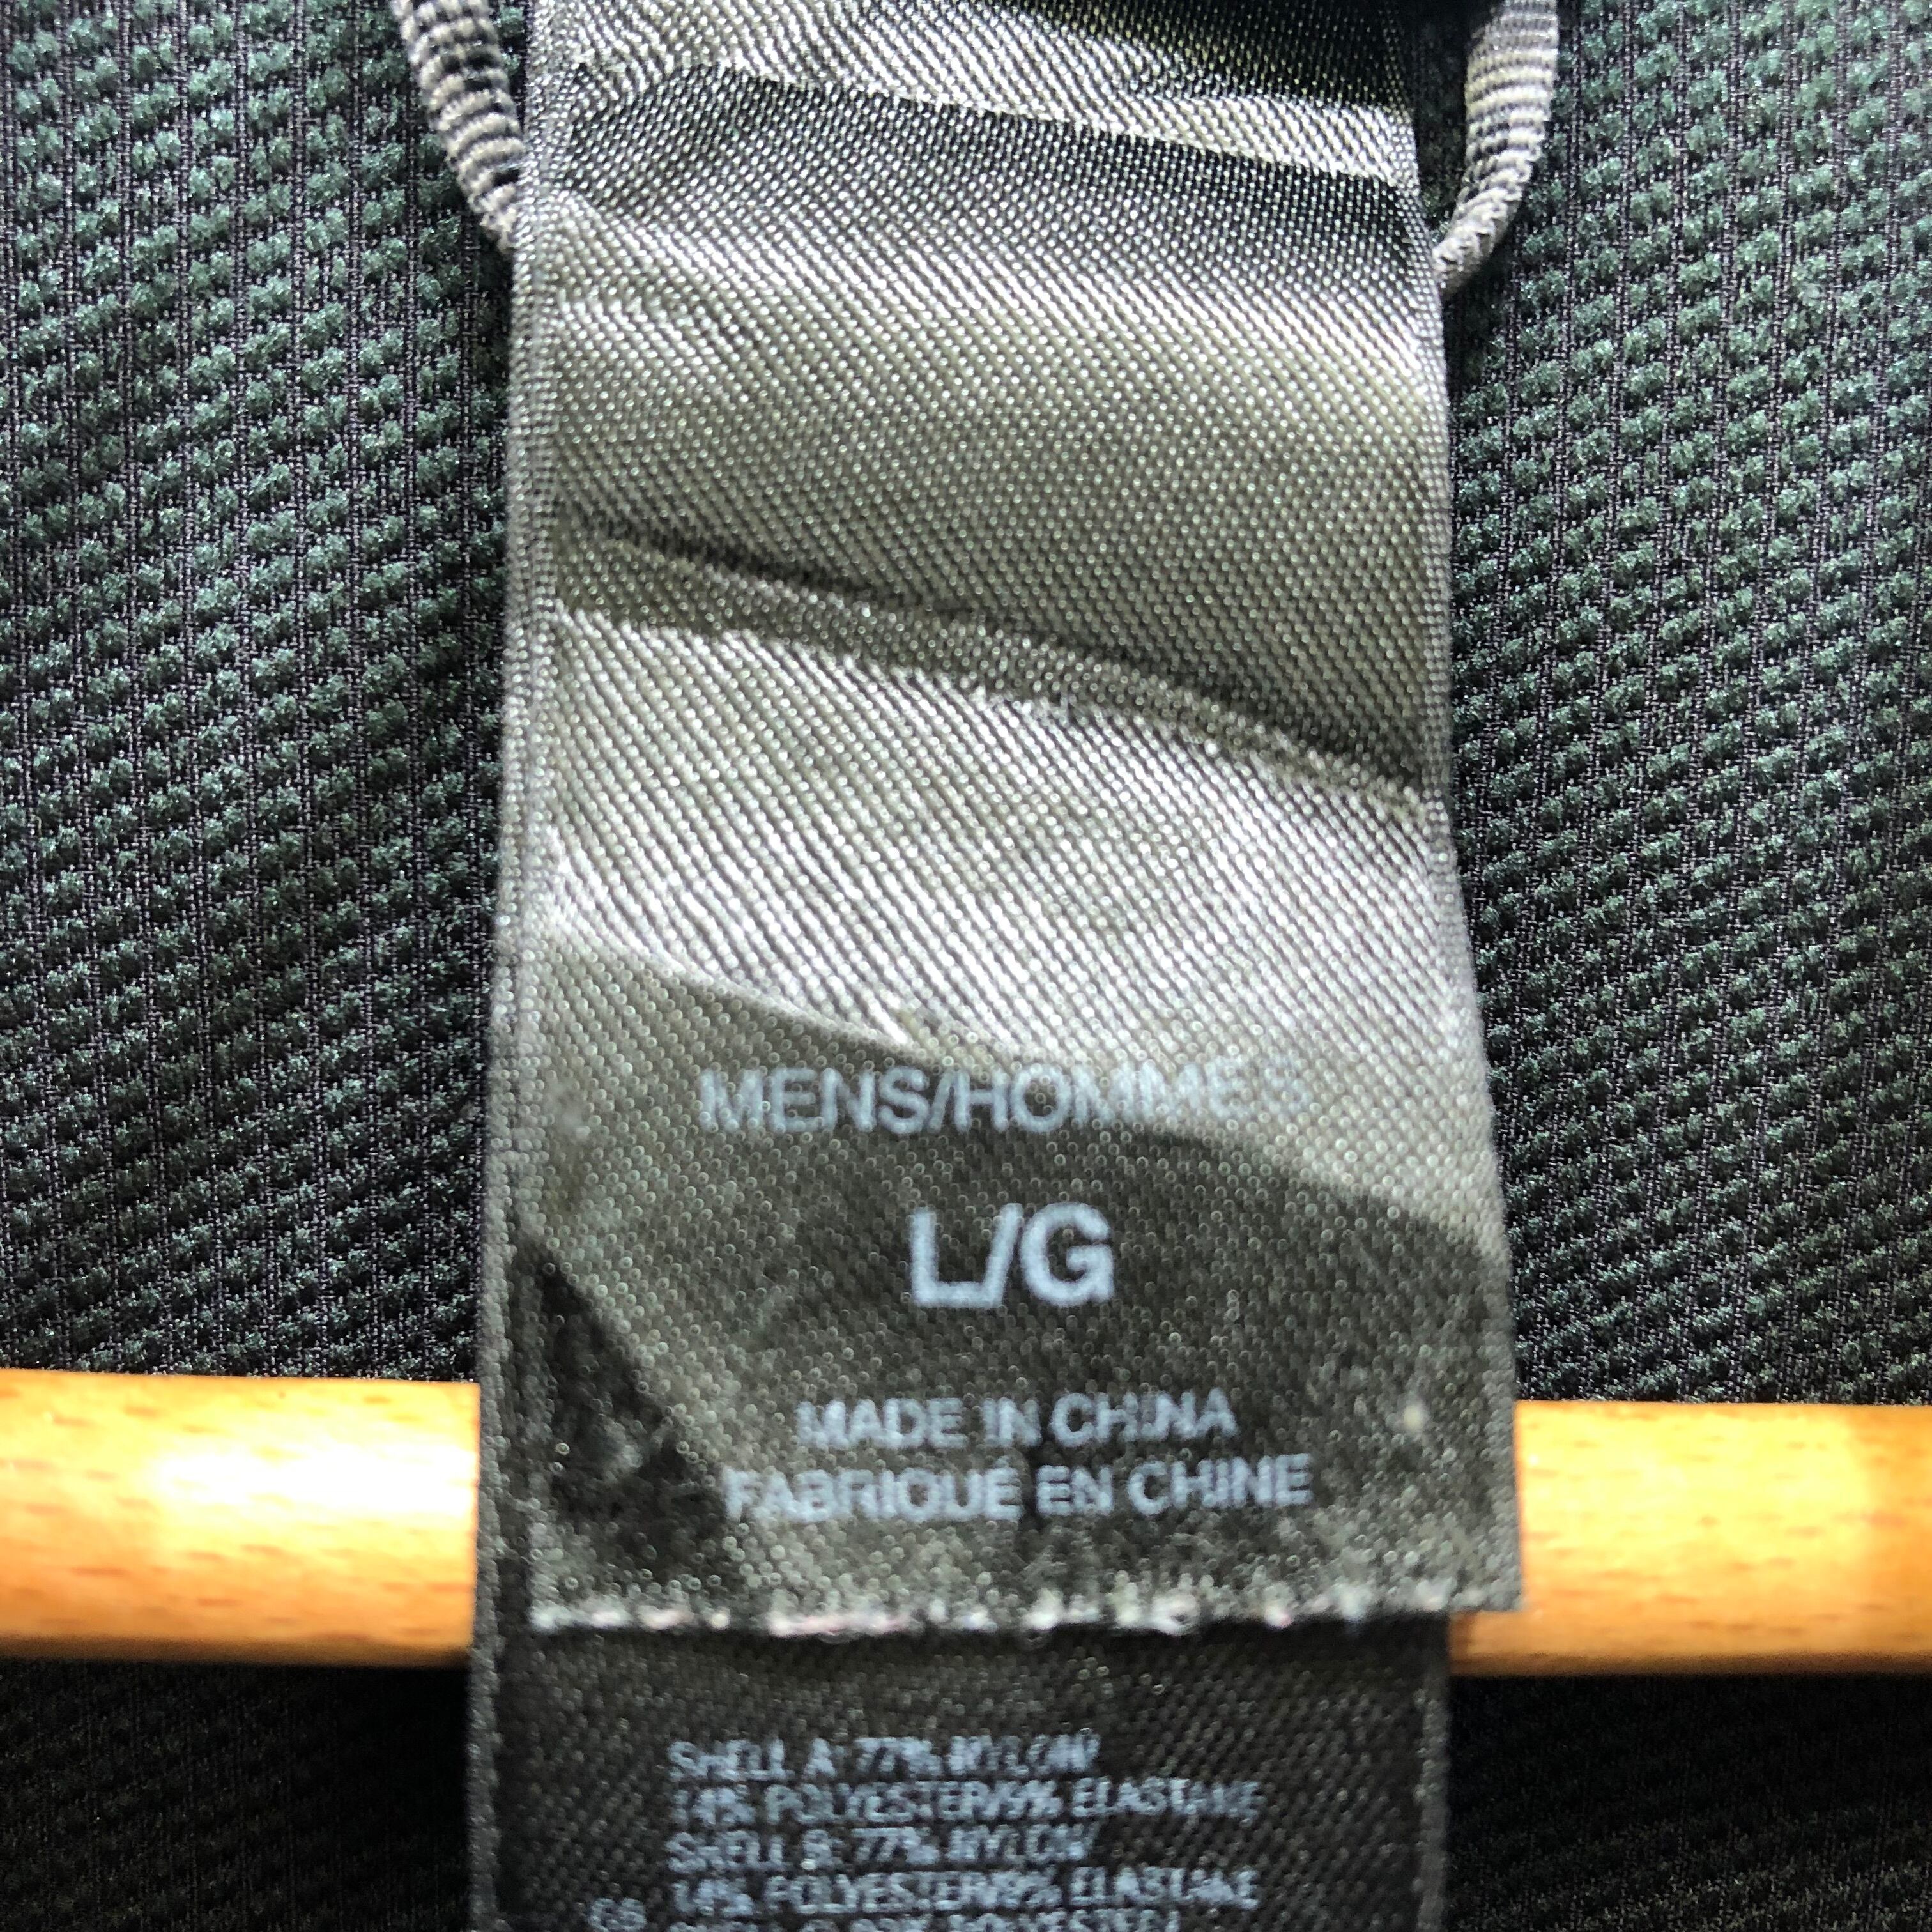 MENS/HOMMES
L/G
MADE IN CHINA
FABRIQUÉ EN CHINE
SHELL A: 77% NYLON/
14% POLYESTER/9% ELASTANE
SHELL B: 77% NYLON/
14% POLYESTER/9% ELASTANE
POLYESTER/